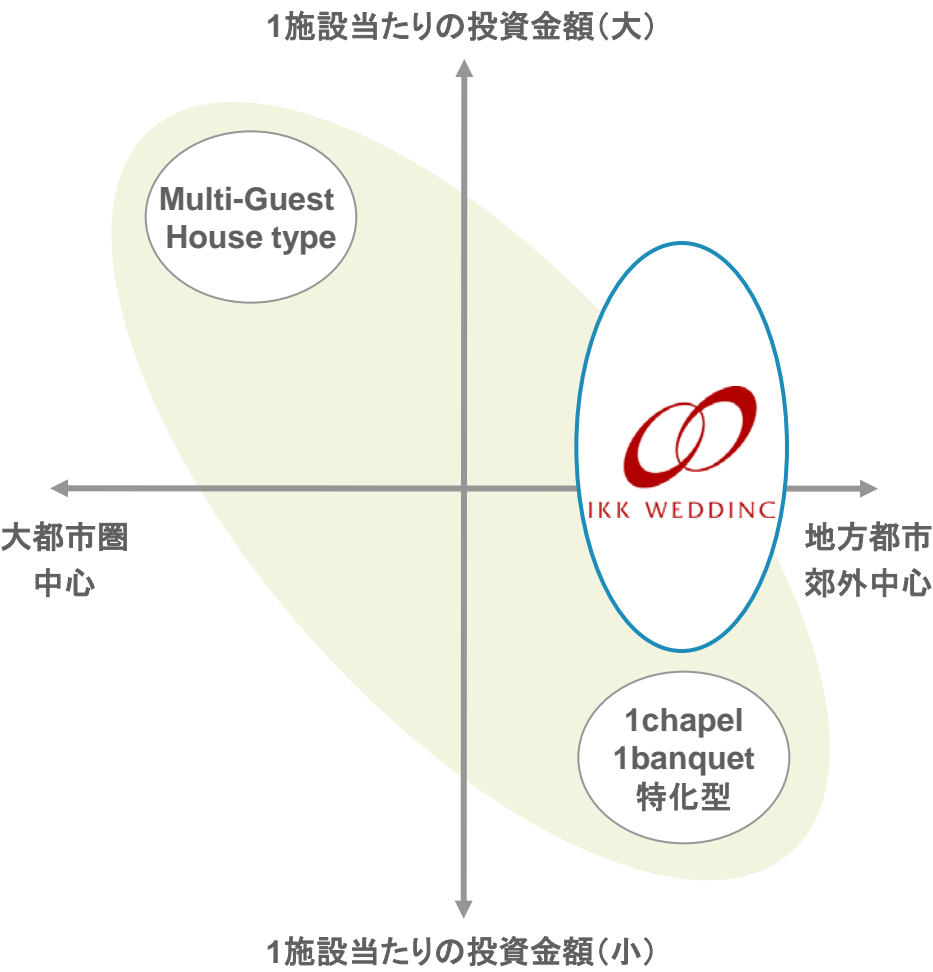 1施設当たりの投資金額(大)
Multi-Guest
House type
IKK WEDDING
大都市圏
中心
地方都市
郊外中心
1chapel
1banquet
特化型
1施設当たりの投資金額(小)